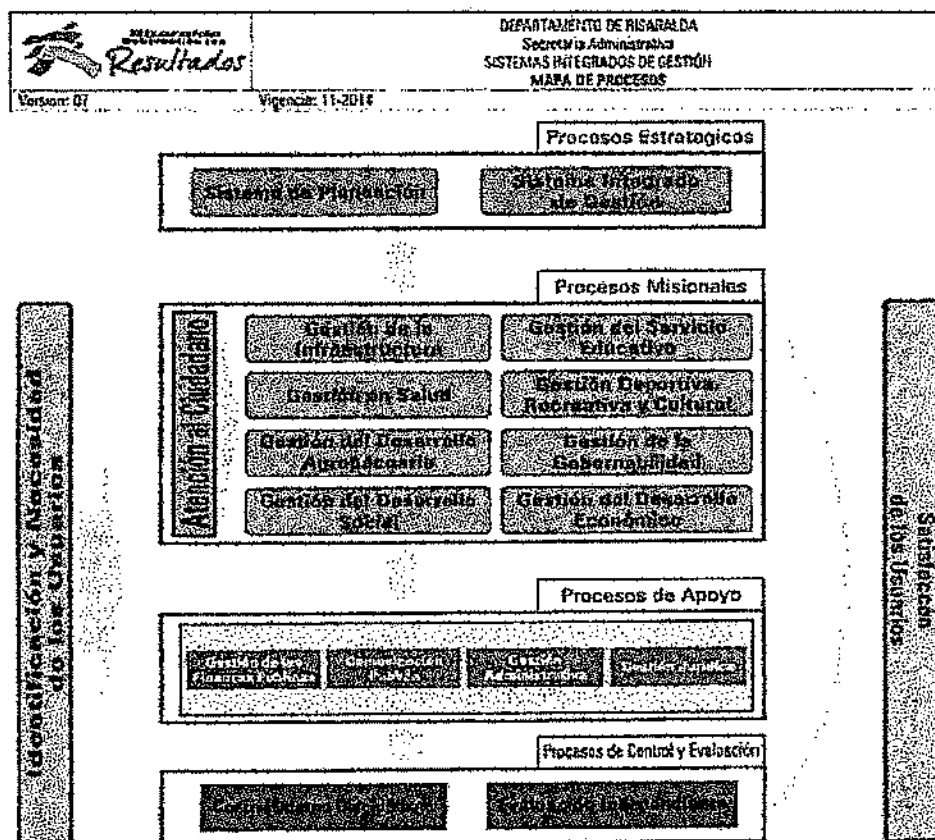 Resultados
DEPARTAMENTO DE RISARALDA
Secretaría Administrativa
SISTEMAS INTEGRADOS DE GESTIÓN
MAPA DE PROCESOS
Version: 07
Vigencia: 11-2014
Procesos Estrategicos
Sistema de Planeación
Sistema Integrado
de Gestión
Procesos Misionales
Atención al Ciudadano
Gestión de la
Infraestructura
Gestión del Servicio
Educativo
Gestión en Salud
Gestión Deportiva,
Recreativa y Cultural
Gestión del Desarrollo
Agropecuario
Gestión de la
Gobernabilidad
Gestión del Desarrollo
Social
Gestión del Desarrollo
Económico
Identificación y Necesidad
de los Usuarios
Satisfacción
de los Usuarios
Procesos de Apoyo
Gestión de las
Finanzas Públicas
Comunicación
Pública
Gestión
Administrativa
Procesos de Control y Evaluación
Evaluación Independiente